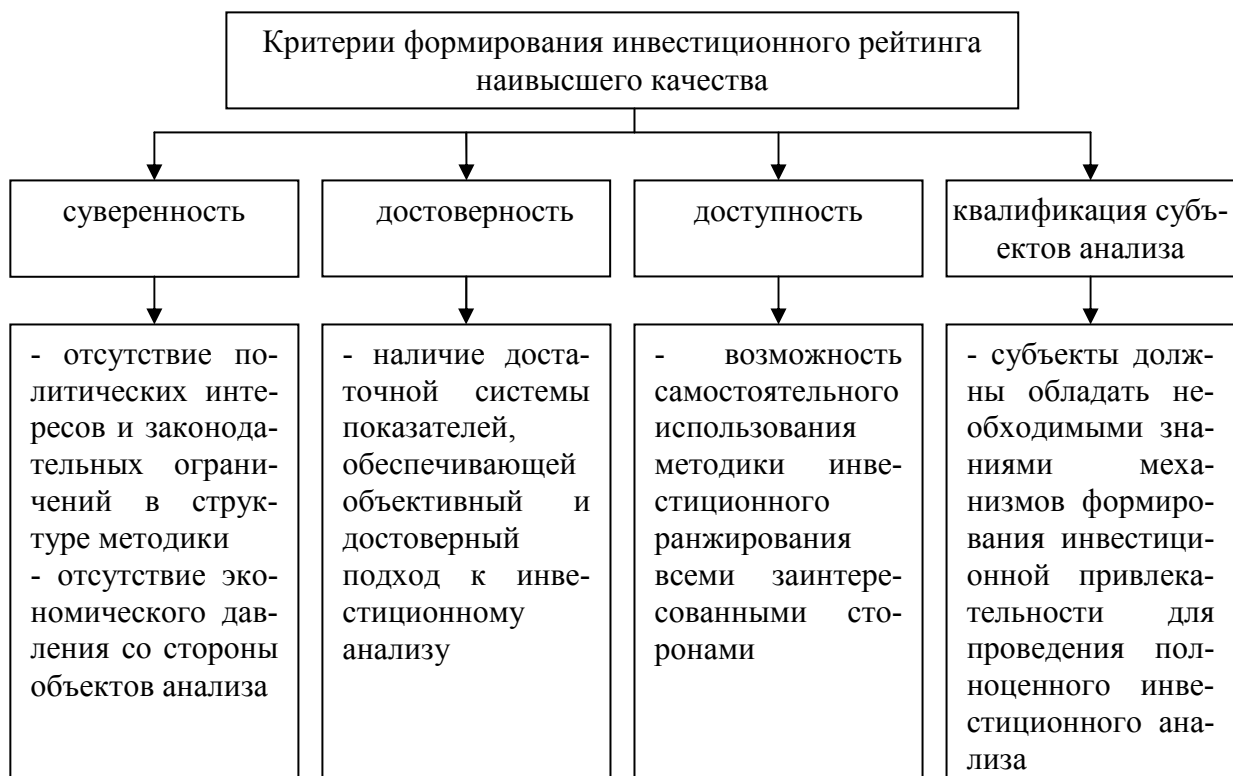 Критерии формирования инвестиционного рейтинга
наивысшего качества
суверенность
достоверность
доступность
квалификация субъ-
ектов анализа
- отсутствие по-
литических инте-
ресов и законода-
тельных ограни-
чений в струк-
туре методики
- отсутствие эко-
номического дав-
ления со стороны
объектов анализа
- наличие доста-
точной системы
показателей,
обеспечивающей
объективный и
достоверный
подход к инве-
стиционному
анализу
- возможность
самостоятельного
использования
методики инве-
стиционного
ранжирования
всеми заинтере-
сованными сто-
ронами
- субъекты долж-
ны обладать не-
обходимыми зна-
ниями меха-
низмов формиро-
вания инвестици-
онной привлека-
тельности для
проведения пол-
ноценного инве-
стиционного ана-
лиза